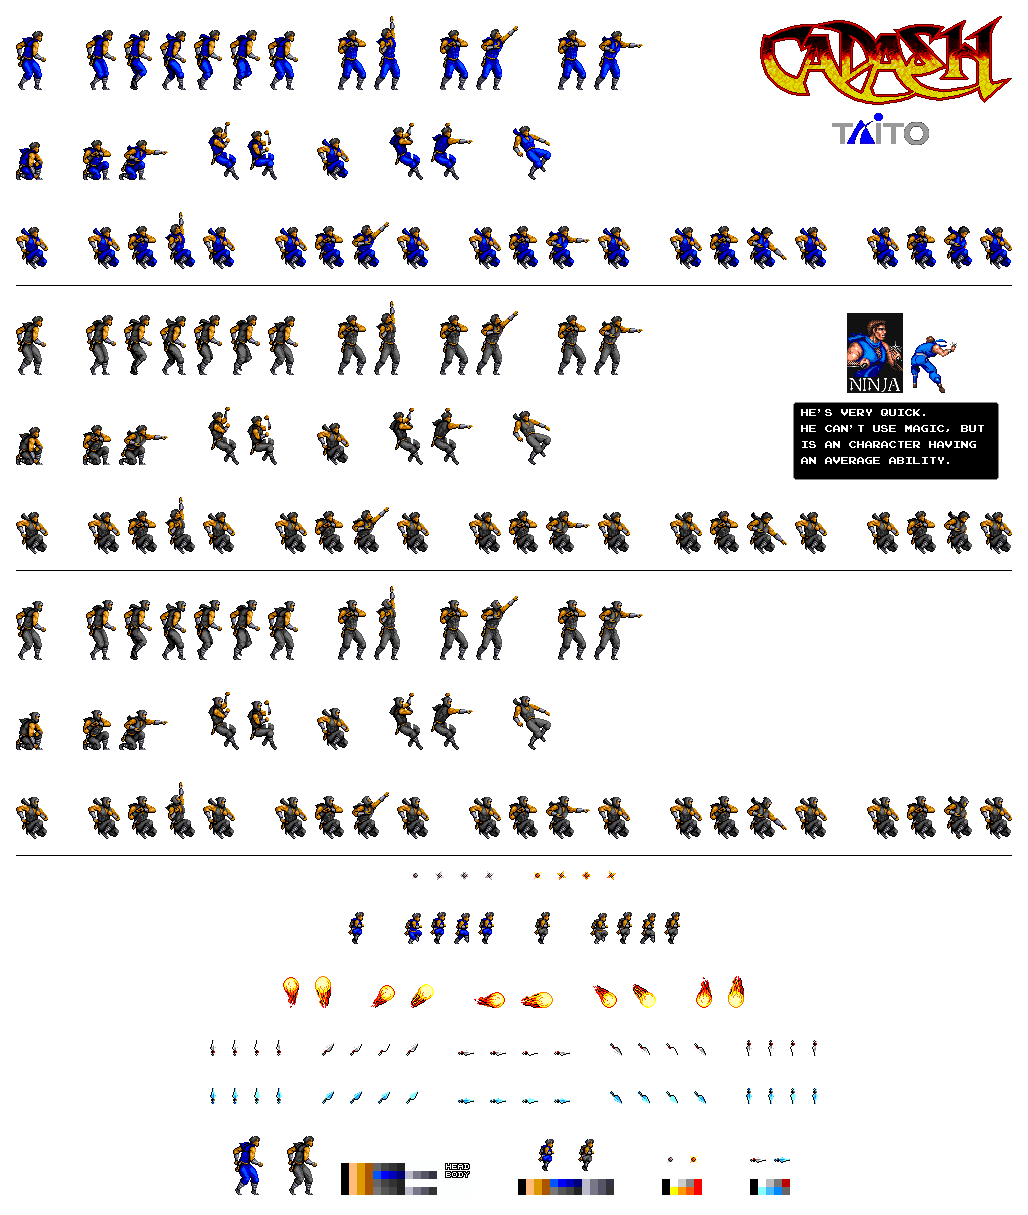 CADASH
TAITO
NINJA
HE'S VERY QUICK.
HE CAN'T USE MAGIC, BUT
IS AN CHARACTER HAVING
AN AVERAGE ABILITY.
HEAD
BODY